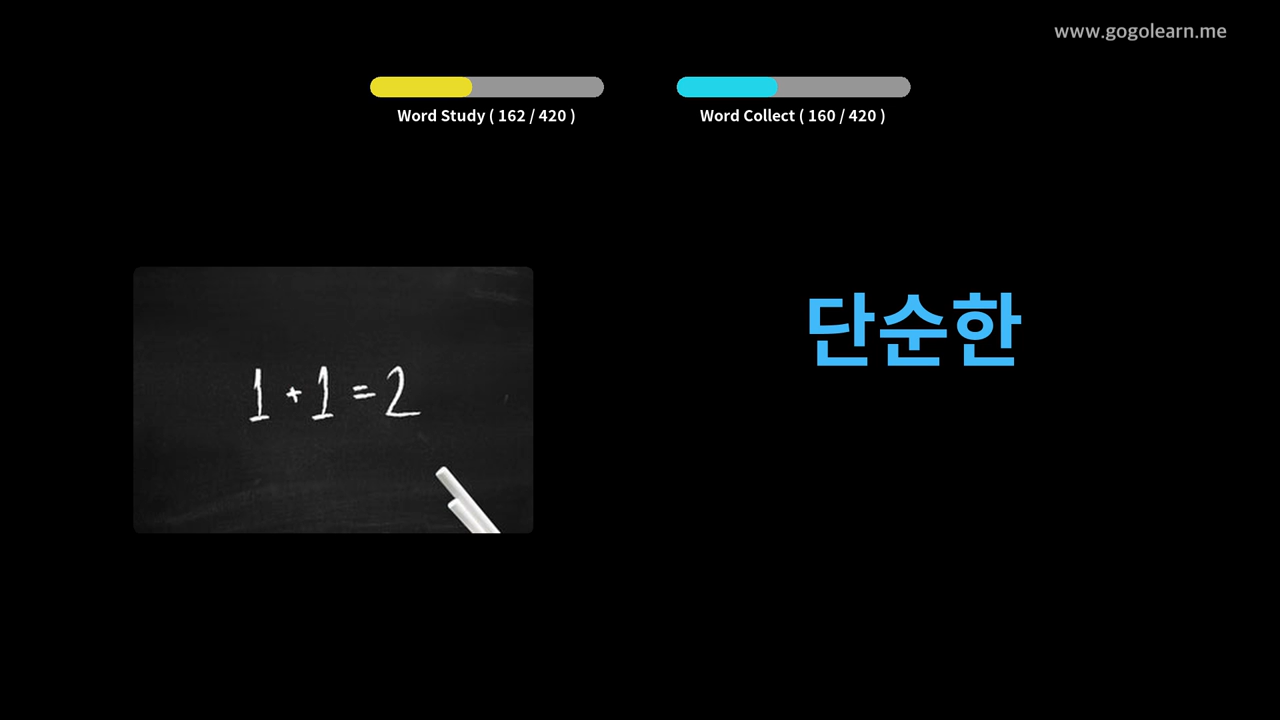 www.gogolearn.me
Word Study ( 162 / 420 )
Word Collect ( 160 / 420 )
단순한
1 + 1 = 2